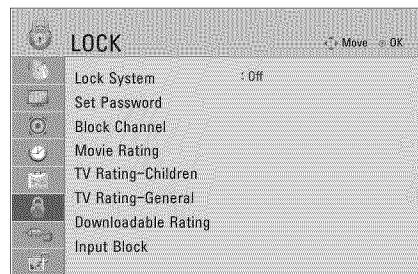 LOCK
Move OK
Lock System : Off
Set Password
Block Channel
Movie Rating
TV Rating-Children
TV Rating-General
Downloadable Rating
Input Block